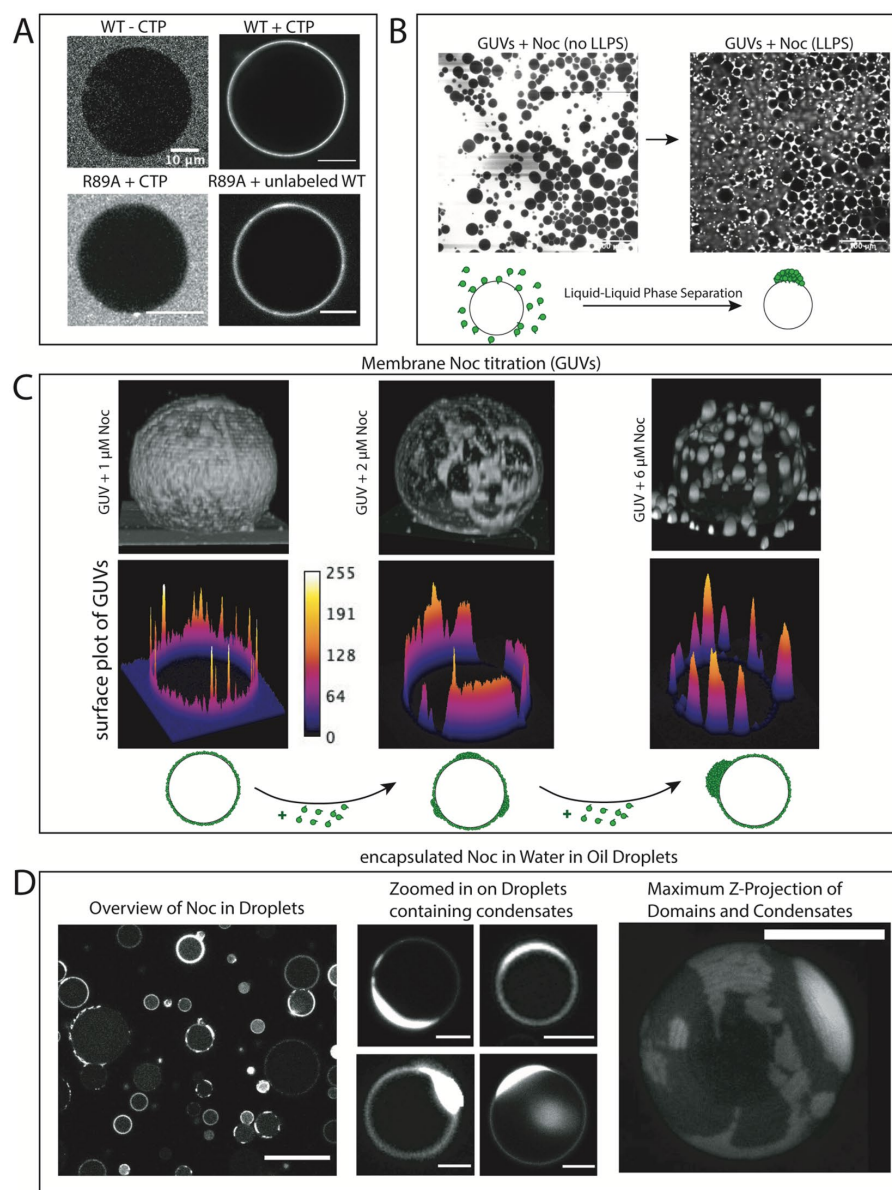 A
WT - CTP
WT + CTP
10 µm
R89A + CTP
R89A + unlabeled WT
B
GUVs + Noc (no LLPS)
GUVs + Noc (LLPS)
100 µm
Liquid-Liquid Phase Separation
Membrane Noc titration (GUVs)
C
GUV + 1 µM Noc
GUV + 2 µM Noc
GUV + 6 µM Noc
surface plot of GUVs
255
191
128
64
0
+
+
encapsulated Noc in Water in Oil Droplets
D
Overview of Noc in Droplets
Zoomed in on Droplets
containing condensates
Maximum Z-Projection of
Domains and Condensates